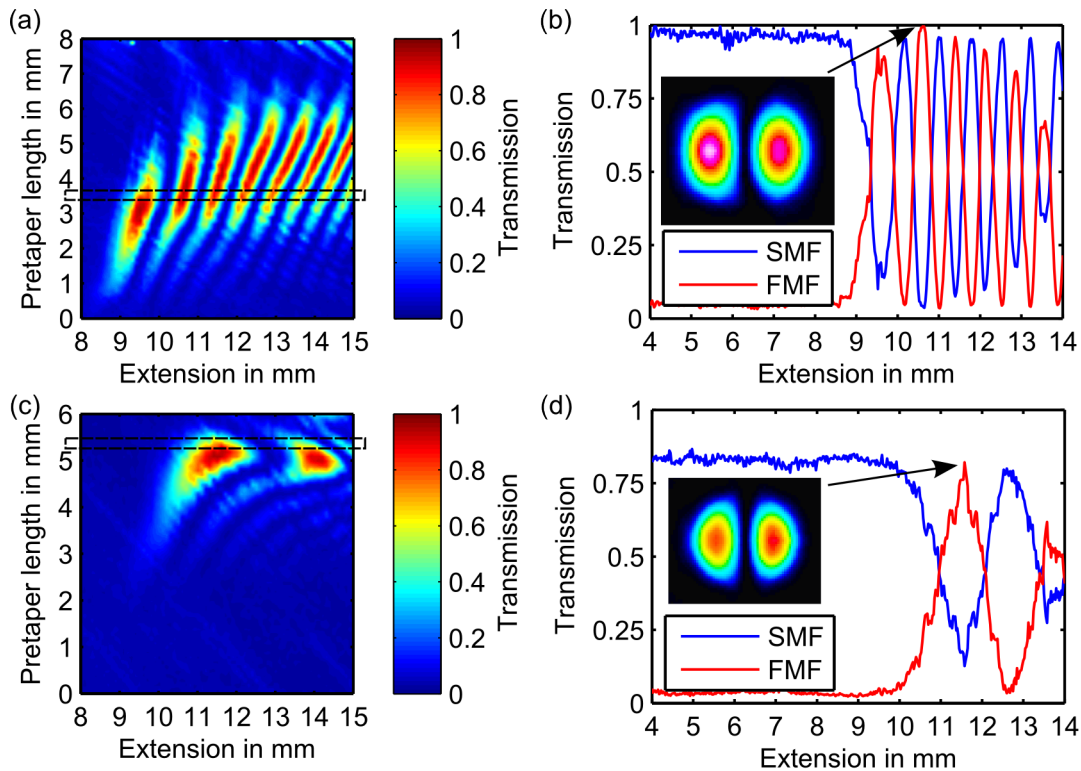 (a)
8
7
6
5
4
3
2
1
0
Pretaper length in mm
8 9 10 11 12 13 14 15
Extension in mm
1
0.8
0.6
0.4
0.2
0
Transmission
(b)
1
0.75
0.5
0.25
0
Transmission
SMF
FMF
4 5 6 7 8 9 10 11 12 13 14
Extension in mm
(c)
6
5
4
3
2
1
0
Pretaper length in mm
8 9 10 11 12 13 14 15
Extension in mm
1
0.8
0.6
0.4
0.2
0
Transmission
(d)
1
0.75
0.5
0.25
0
Transmission
SMF
FMF
4 5 6 7 8 9 10 11 12 13 14
Extension in mm